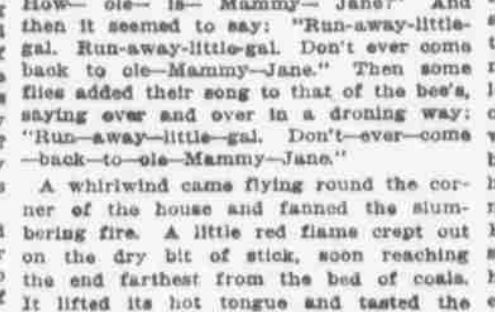 How— ole— is— Mammy— Jane?" And
then it seemed to say: "Run-away-little-
gal. Run-away-little-gal. Don't ever come
back to ole—Mammy—Jane." Then some
flies added their song to that of the bee's,
saying over and over in a droning way:
"Run—away—little—gal. Don't—ever—come
—back—to—ole—Mammy—Jane."
A whirlwind came flying round the cor-
ner of the house and fanned the slum-
bering fire. A little red flame crept out
on the dry bit of stick, soon reaching
the end farthest from the bed of coals.
It lifted its hot tongue and tasted the